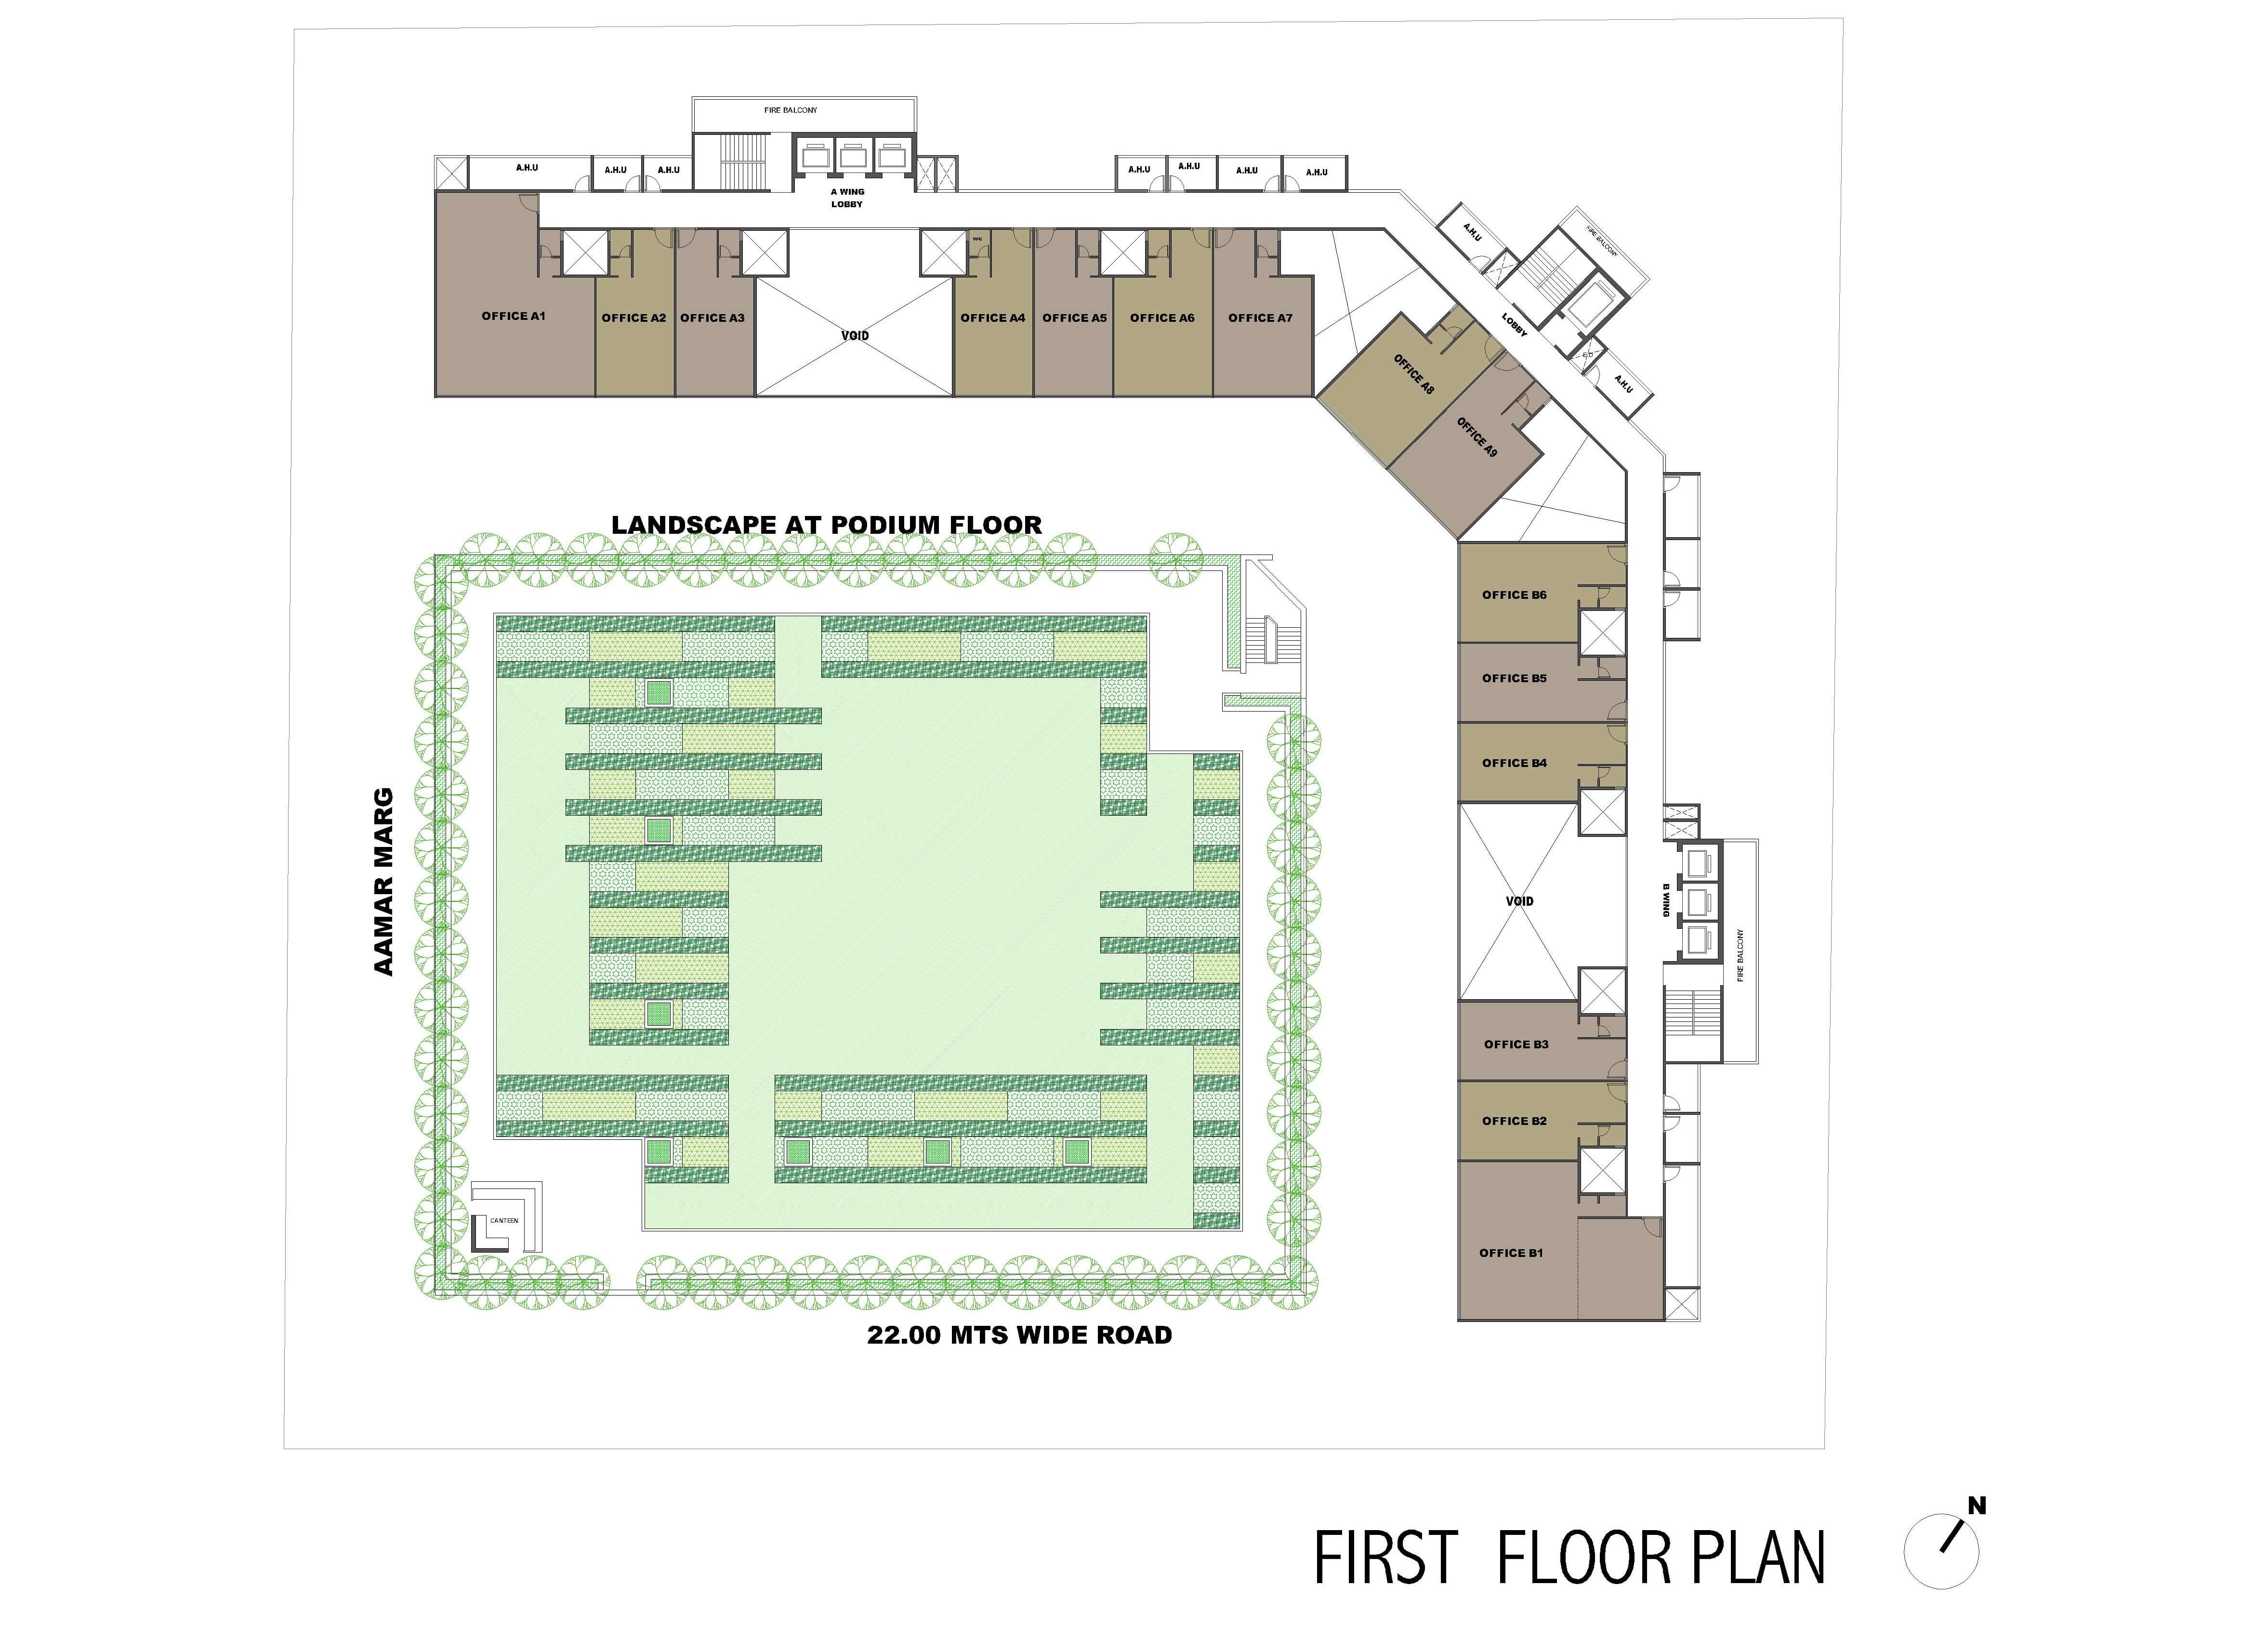 FIRE BALCONY
A.H.U
A.H.U
A.H.U
A WING
LOBBY
A.H.U
A.H.U
A.H.U
A.H.U
A.H.U
FIRE BALCONY
LOBBY
A.H.U
OFFICE A1
OFFICE A2
OFFICE A3
VOID
OFFICE A4
OFFICE A5
OFFICE A6
OFFICE A7
OFFICE A8
OFFICE A9
LANDSCAPE AT PODIUM FLOOR
OFFICE B6
OFFICE B5
OFFICE B4
VOID
B WING
FIRE BALCONY
OFFICE B3
OFFICE B2
OFFICE B1
AAMAR MARG
CANTEEN
22.00 MTS WIDE ROAD
FIRST FLOOR PLAN
N